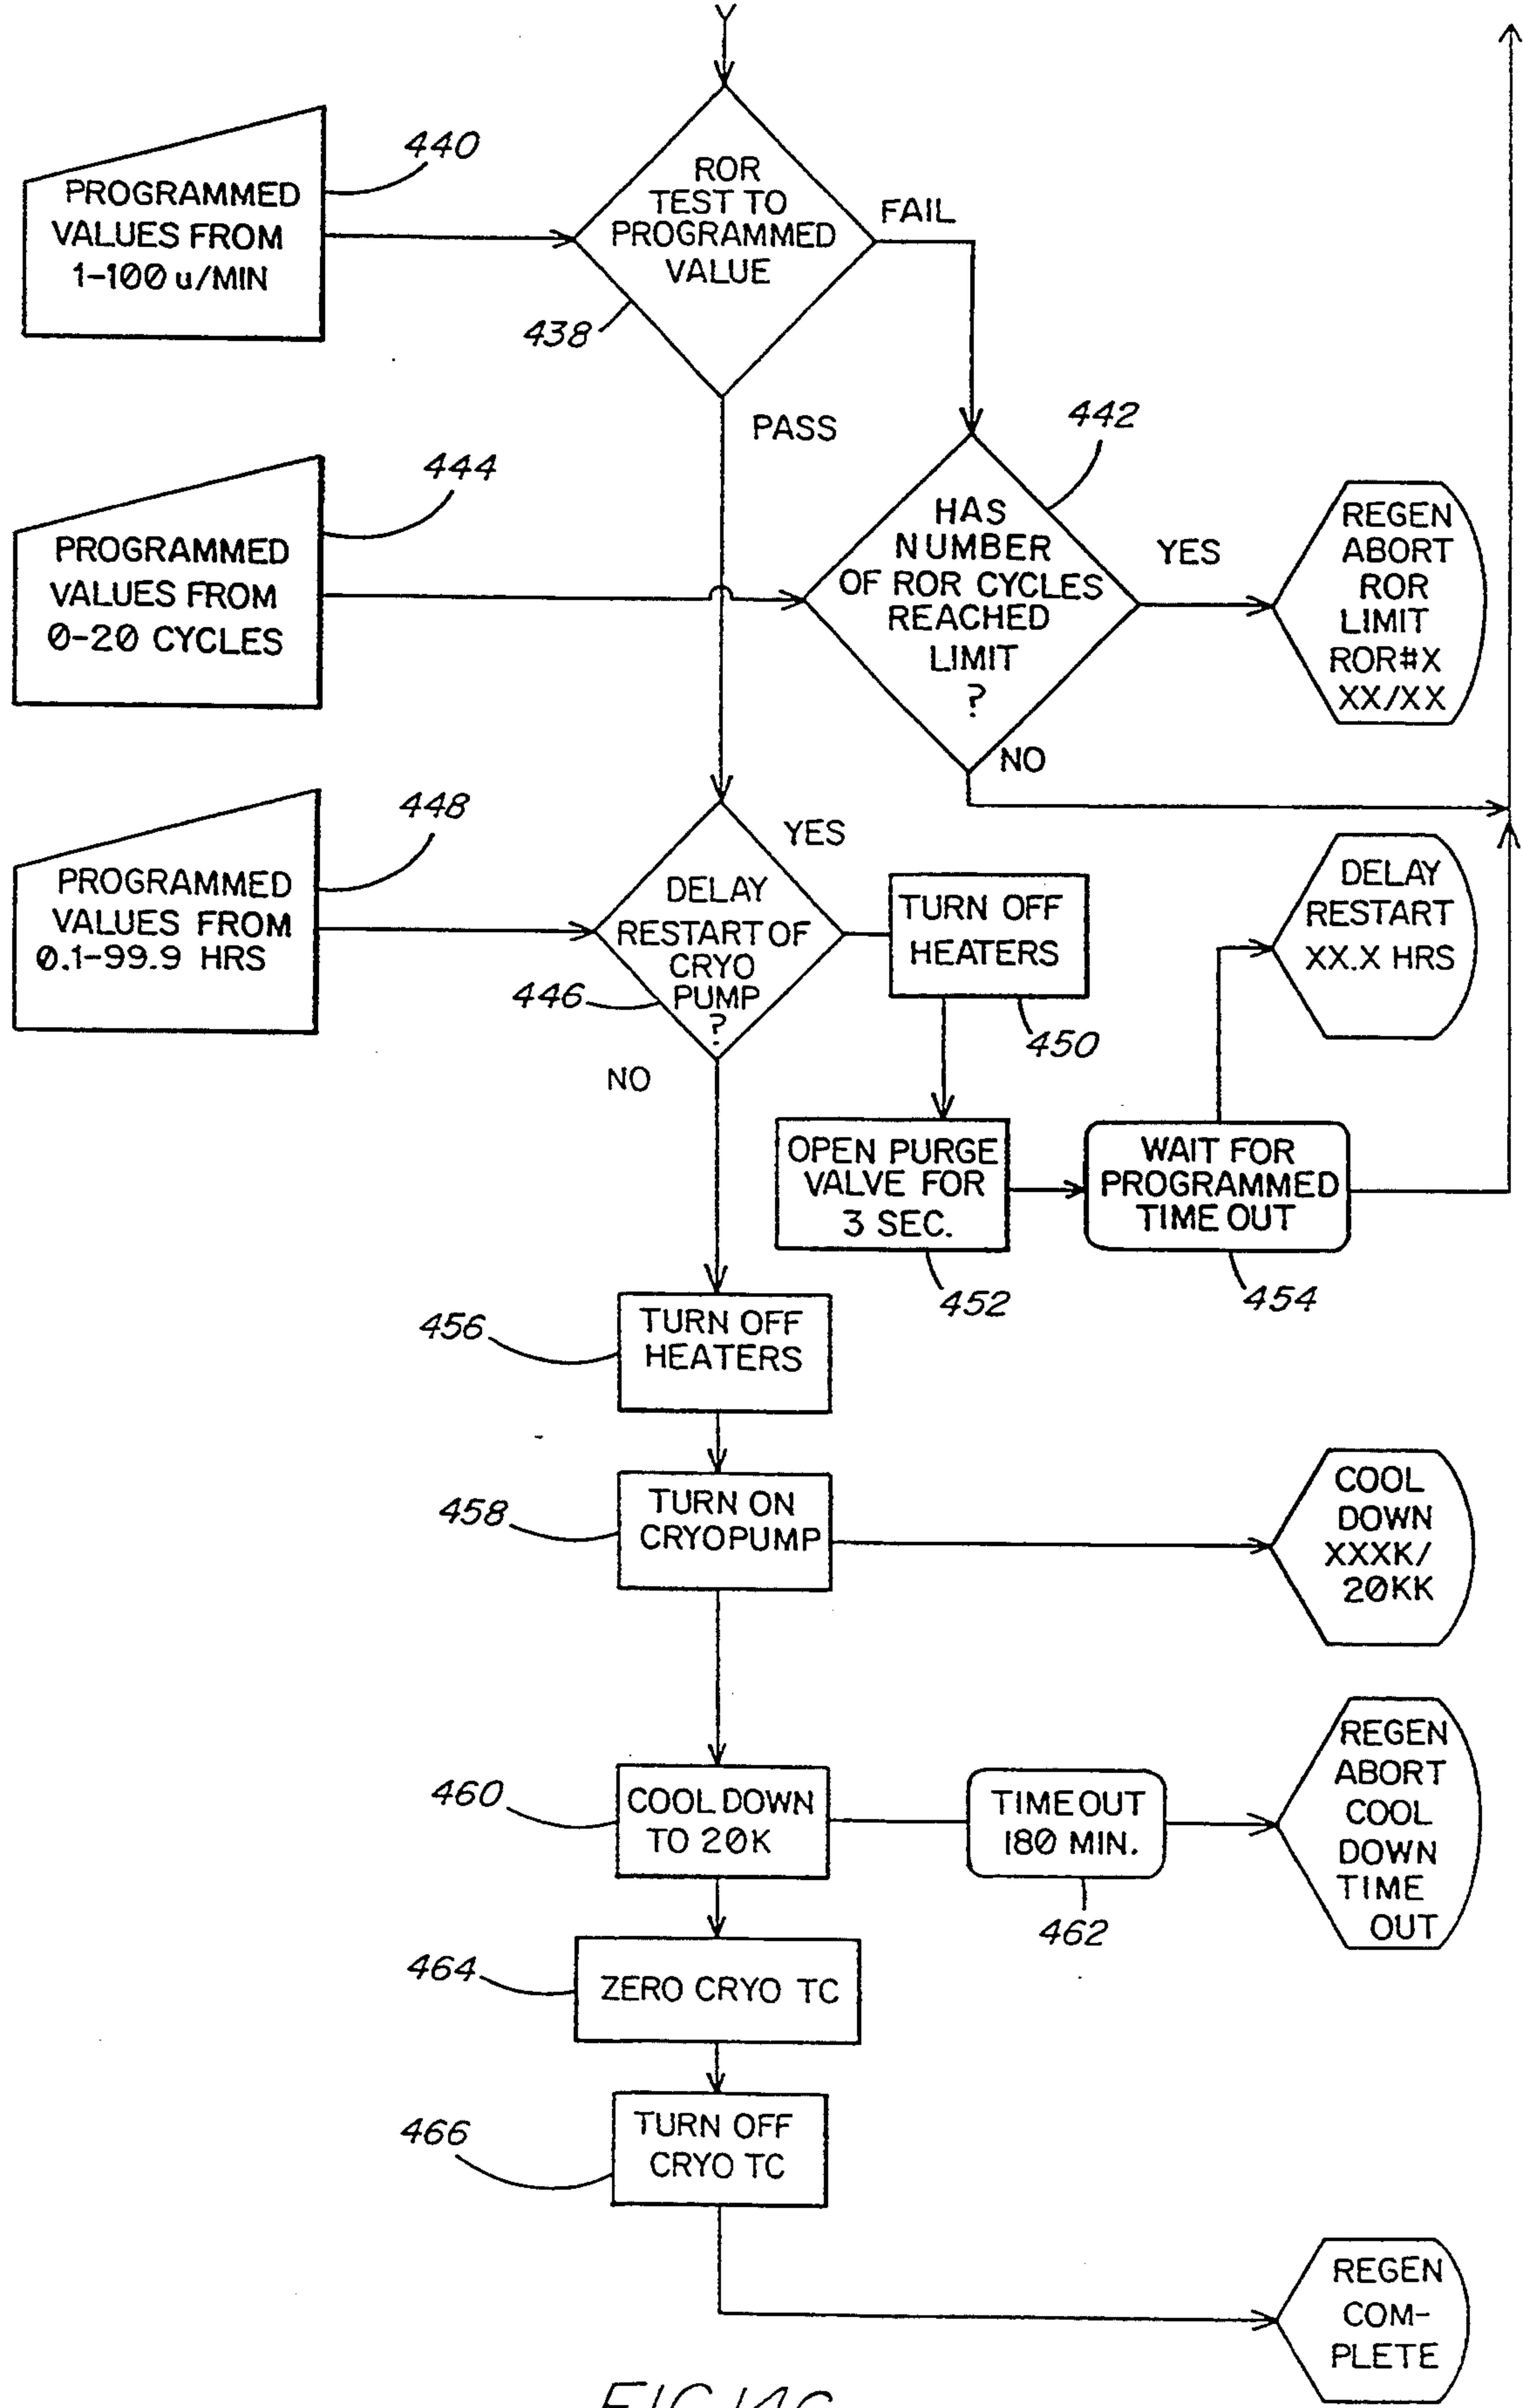 440
PROGRAMMED
VALUES FROM
1-100 u/MIN
ROR
TEST TO
PROGRAMMED
VALUE
438
FAIL
PASS
442
444
PROGRAMMED
VALUES FROM
0-20 CYCLES
HAS
NUMBER
OF ROR CYCLES
REACHED
LIMIT
?
YES
REGEN
ABORT
ROR
LIMIT
ROR#X
XX/XX
NO
448
PROGRAMMED
VALUES FROM
0.1-99.9 HRS
YES
DELAY
RESTART OF
CRYO
PUMP
?
446
NO
TURN OFF
HEATERS
450
DELAY
RESTART
XX.X HRS
OPEN PURGE
VALVE FOR
3 SEC.
452
WAIT FOR
PROGRAMMED
TIME OUT
454
456
TURN OFF
HEATERS
458
TURN ON
CRYOPUMP
COOL
DOWN
XXXK/
20KK
460
COOL DOWN
TO 20K
TIMEOUT
180 MIN.
462
REGEN
ABORT
COOL
DOWN
TIME
OUT
464
ZERO CRYO TC
466
TURN OFF
CRYO TC
REGEN
COM-
PLETE